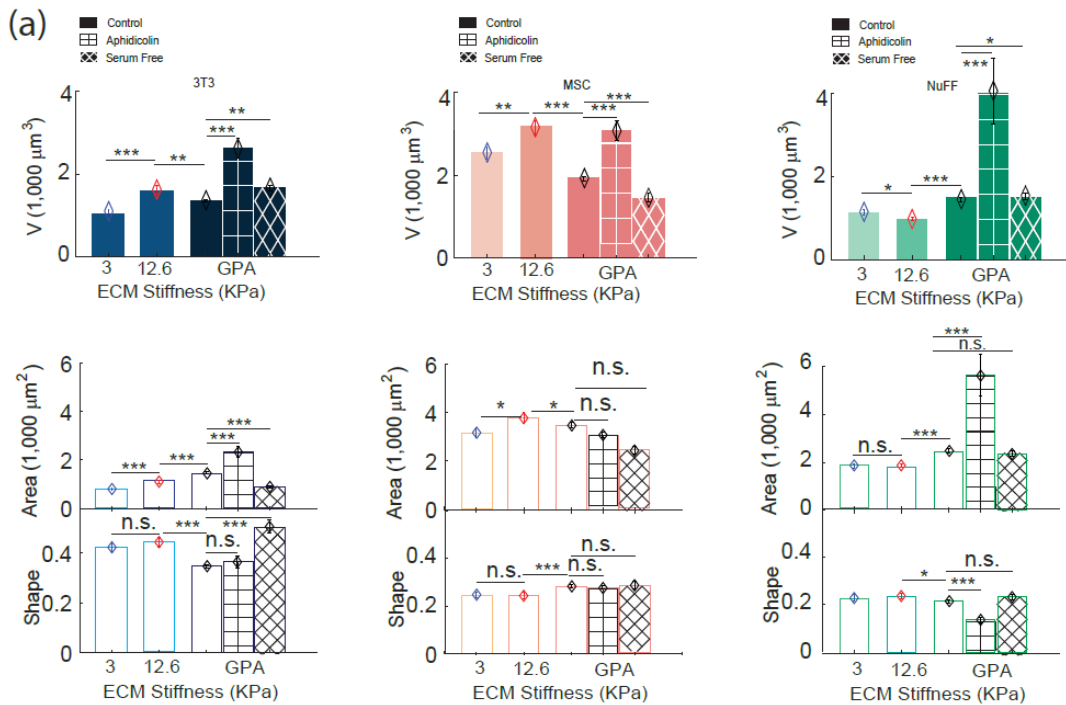 (a)
Control
Aphidicolin
Serum Free
3T3
V (1,000 μm³)
4
2
0
***
**
***
**
3 12.6 GPA
ECM Stiffness (KPa)
Control
Aphidicolin
Serum Free
MSC
V (1,000 μm³)
4
2
0
**
***
***
***
3 12.6 GPA
ECM Stiffness (KPa)
Control
Aphidicolin
Serum Free
NuFF
V (1,000 μm³)
4
2
0
*
***
***
*
3 12.6 GPA
ECM Stiffness (KPa)
Area (1,000 μm²)
6
4
2
0
***
***
***
***
Shape
0.4
0.2
0
n.s.
***
***
n.s.
3 12.6 GPA
ECM Stiffness (KPa)
Area (1,000 μm²)
6
4
2
0
*
*
n.s.
n.s.
Shape
0.4
0.2
0
n.s.
***
n.s.
n.s.
3 12.6 GPA
ECM Stiffness (KPa)
Area (1,000 μm²)
6
4
2
0
n.s.
***
***
n.s.
Shape
0.4
0.2
0
*
***
n.s.
3 12.6 GPA
ECM Stiffness (KPa)